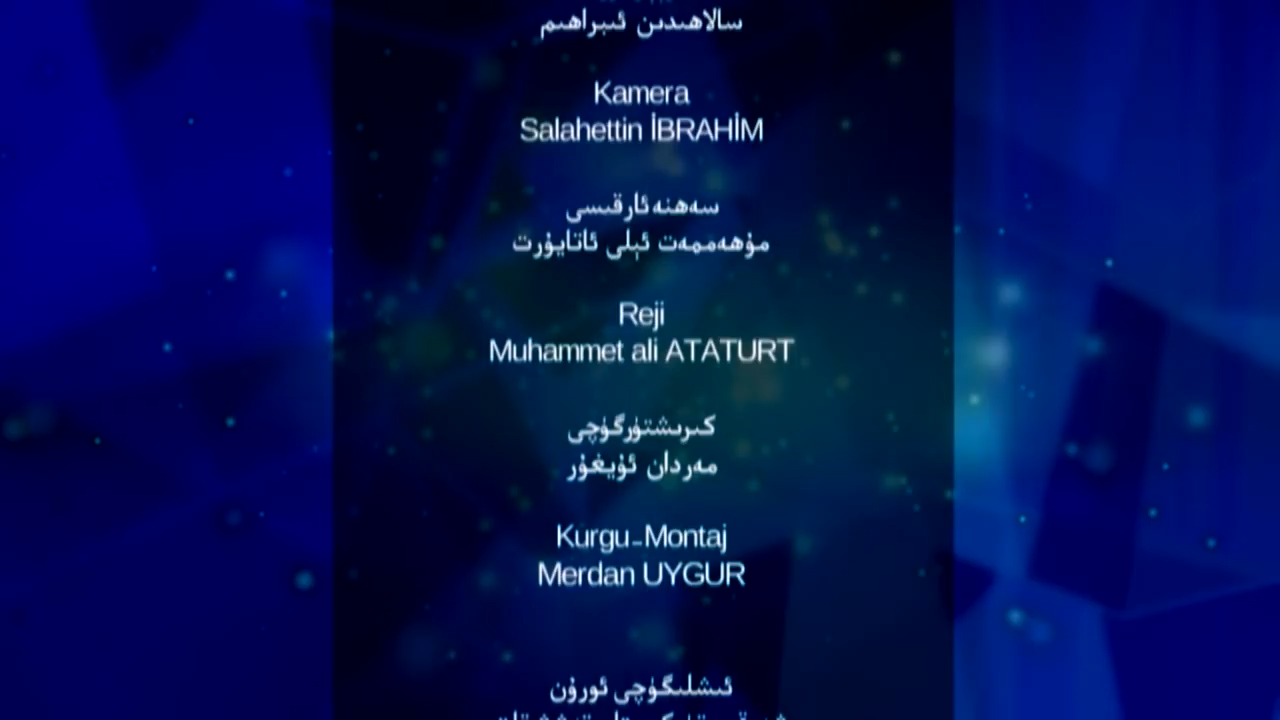 سالاھىدىن ئىبراھىم
Kamera
Salahettin İBRAHİM
سەھنە ئارقىسى
مۇھەممەت ئېلى ئاتايۇرت
Reji
Muhammet ali ATATURT
كىرىشتۈرگۈچى
مەردان ئۇيغۇر
Kurgu-Montaj
Merdan UYGUR
ئىشلىگۈچى ئورۇن